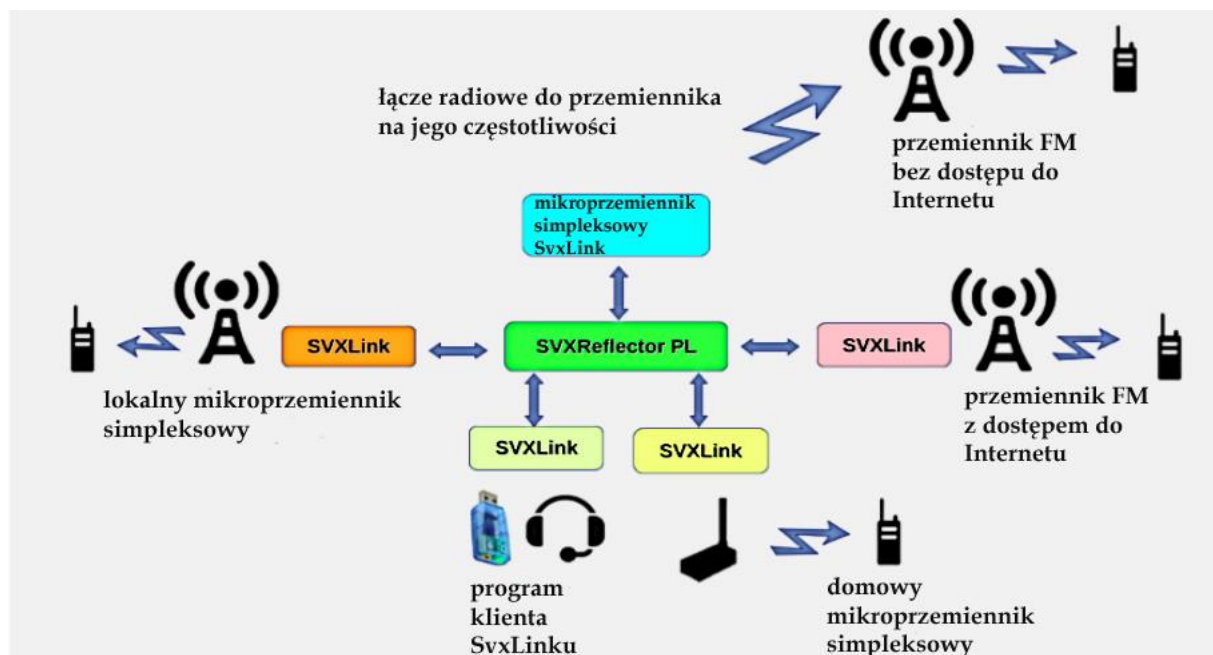 łącze radiowe do przemiennika
na jego częstotliwości
przemiennik FM
bez dostępu do
Internetu
mikroprzemiennik
simpleksowy
SvxLink
SVXLink
SVXReflector PL
SVXLink
lokalny mikroprzemiennik
simpleksowy
przemiennik FM
z dostępem do
Internetu
SVXLink
SVXLink
program
klienta
SvxLinku
domowy
mikroprzemiennik
simpleksowy